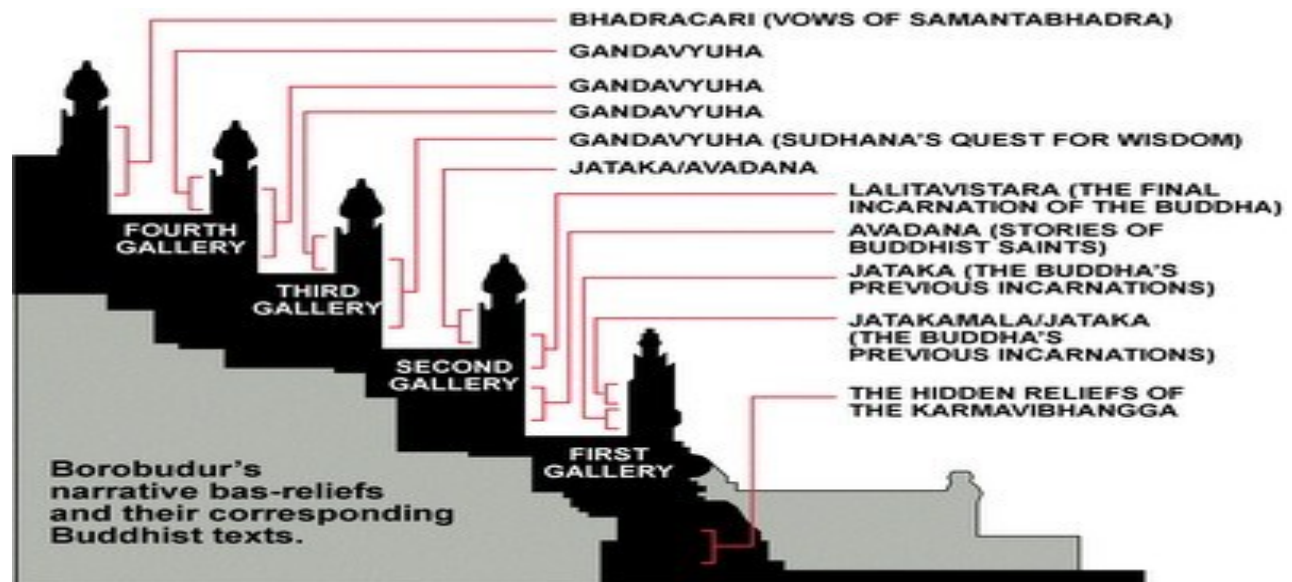 BHADRACARI (VOWS OF SAMANTABHADRA)
GANDAVYUHA
GANDAVYUHA
GANDAVYUHA
GANDAVYUHA (SUDHANA'S QUEST FOR WISDOM)
JATAKA/AVADANA
LALITAVISTARA (THE FINAL
INCARNATION OF THE BUDDHA)
AVADANA (STORIES OF
BUDDHIST SAINTS)
JATAKA (THE BUDDHA'S
PREVIOUS INCARNATIONS)
JATAKAMALA/JATAKA
(THE BUDDHA'S
PREVIOUS INCARNATIONS)
THE HIDDEN RELIEFS OF
THE KARMAVIBHANGGA
FOURTH
GALLERY
THIRD
GALLERY
SECOND
GALLERY
FIRST
GALLERY
Borobudur's
narrative bas-reliefs
and their corresponding
Buddhist texts.